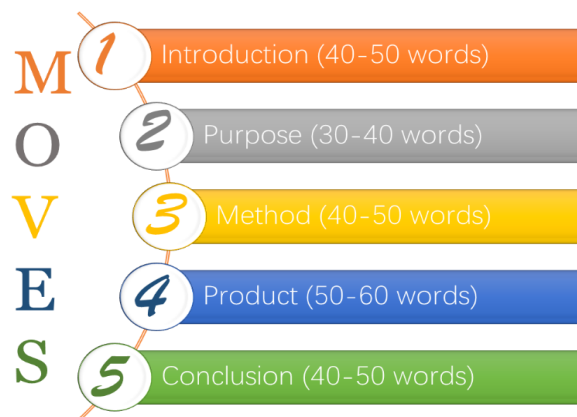 MOVES
1 Introduction (40-50 words)
2 Purpose (30-40 words)
3 Method (40-50 words)
4 Product (50-60 words)
5 Conclusion (40-50 words)